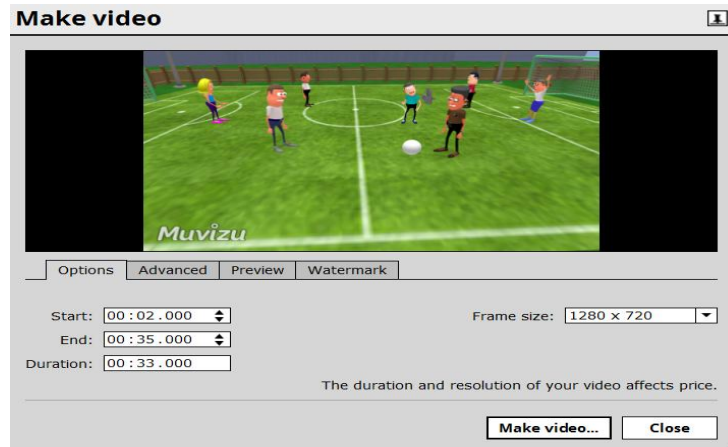 Make video
Muvizu
Options Advanced Preview Watermark
Start: 00:02.000 Frame size: 1280 x 720
End: 00:35.000
Duration: 00:33.000
The duration and resolution of your video affects price.
Make video... Close